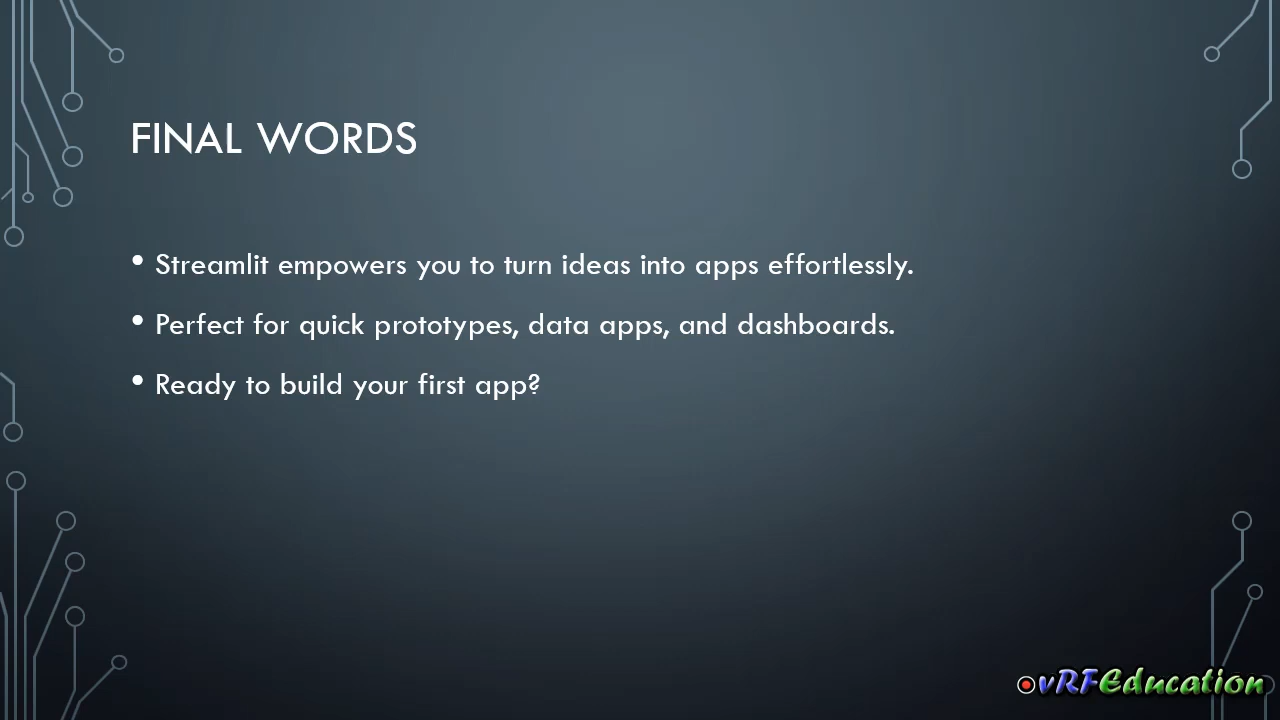 FINAL WORDS
• Streamlit empowers you to turn ideas into apps effortlessly.
• Perfect for quick prototypes, data apps, and dashboards.
• Ready to build your first app?
vRFEducation